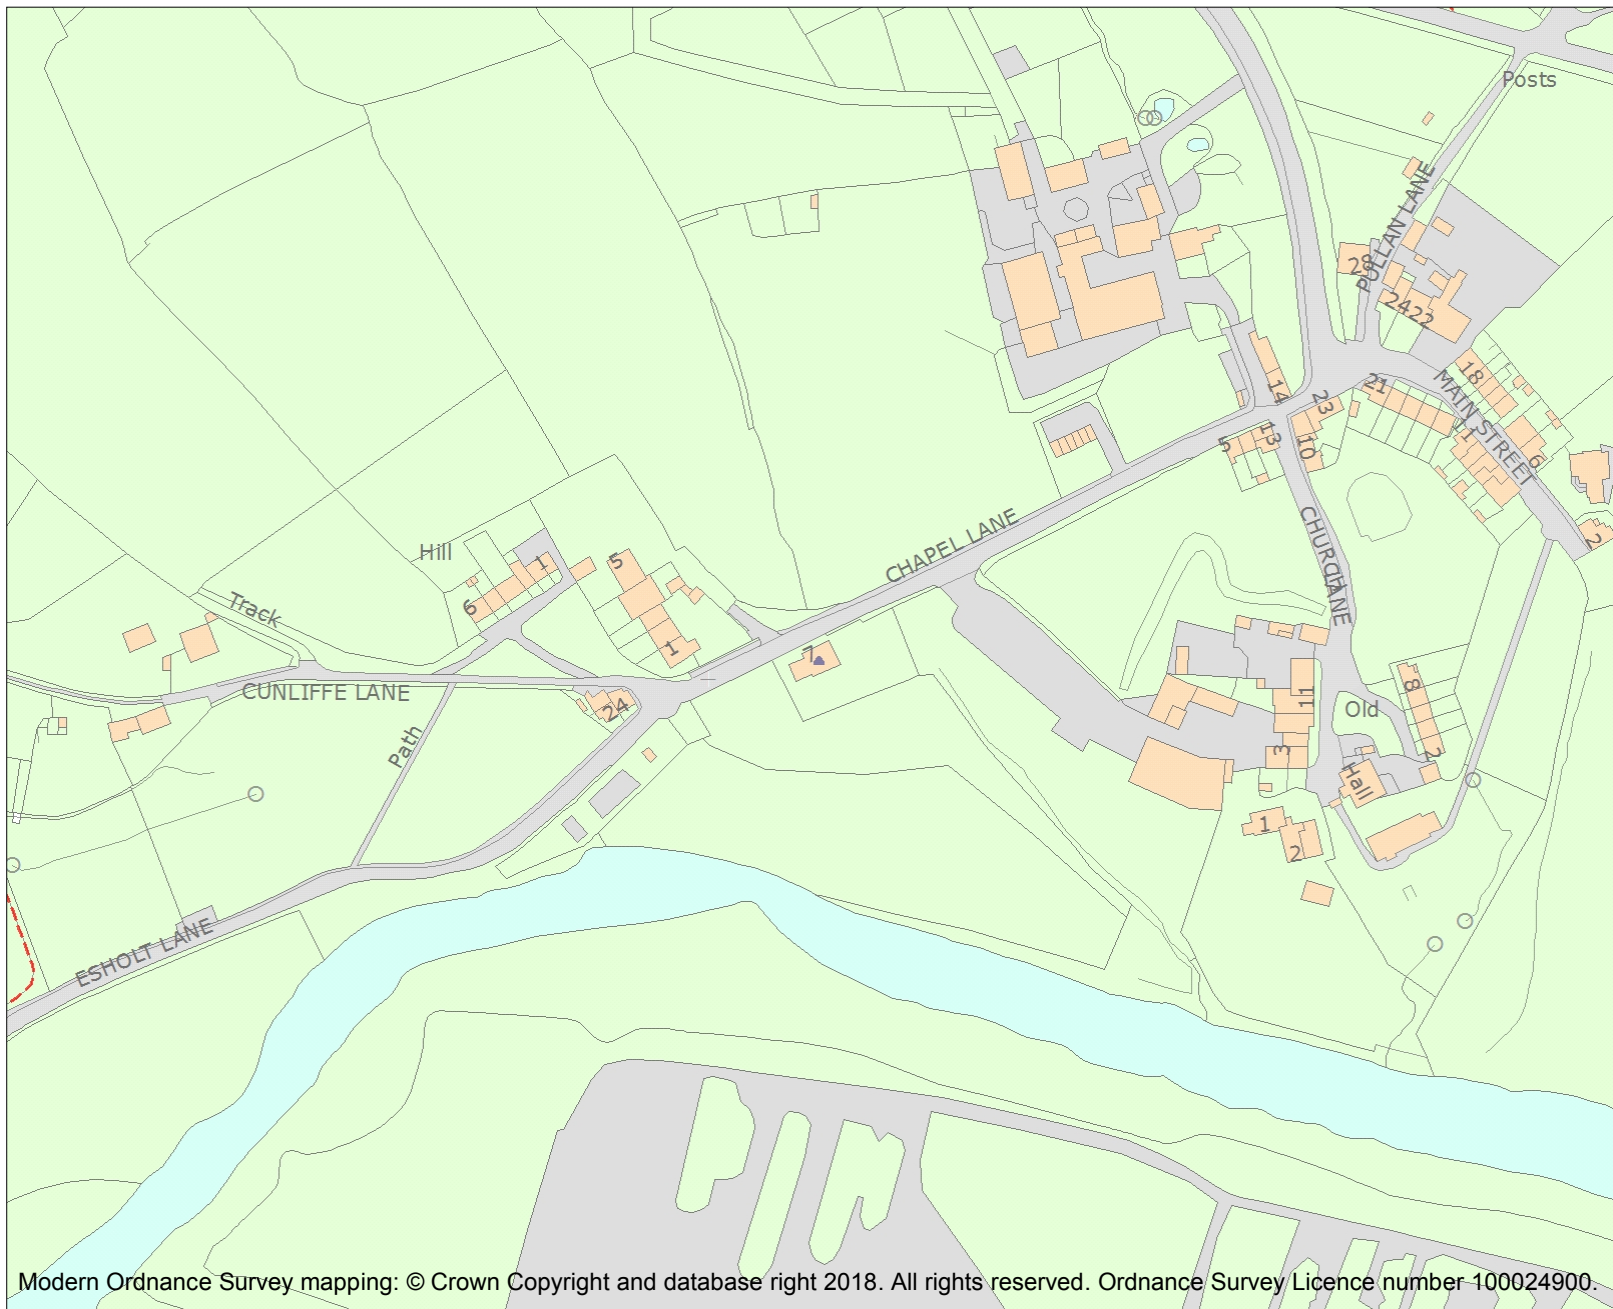 Posts
PULLAN LANE
28
24
22
18
MAIN STREET
21
23
14
11
6
13
5
10
2
CHAPEL LANE
CHURCH
LANE
Hill
1
5
6
Track
1
7
CUNLIFFE LANE
24
Path
8
11
Old
3
2
Hall
1
2
ESHOLT LANE
Modern Ordnance Survey mapping: © Crown Copyright and database right 2018. All rights reserved. Ordnance Survey Licence number 100024900.